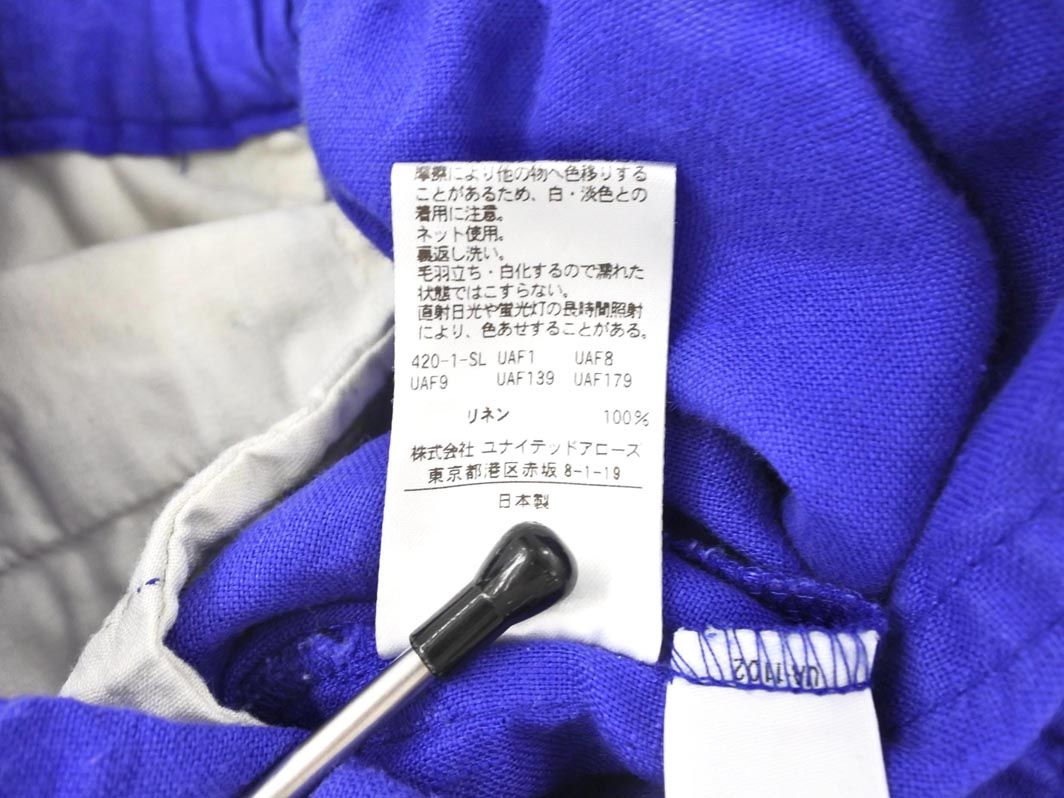 摩擦により他の物へ色移りする
ことがあるため、白・淡色との
着用に注意。
ネット使用。
裏返し洗い。
毛羽立ち・白化するので濡れた
状態ではこすらない。
直射日光や蛍光灯の長時間照射
により、色あせすることがある。
420-1-SL UAF1 UAF8
UAF9 UAF139 UAF179
リネン 100%
株式会社 ユナイテッドアローズ
東京都港区赤坂 8-1-19
日本製
UA-1102